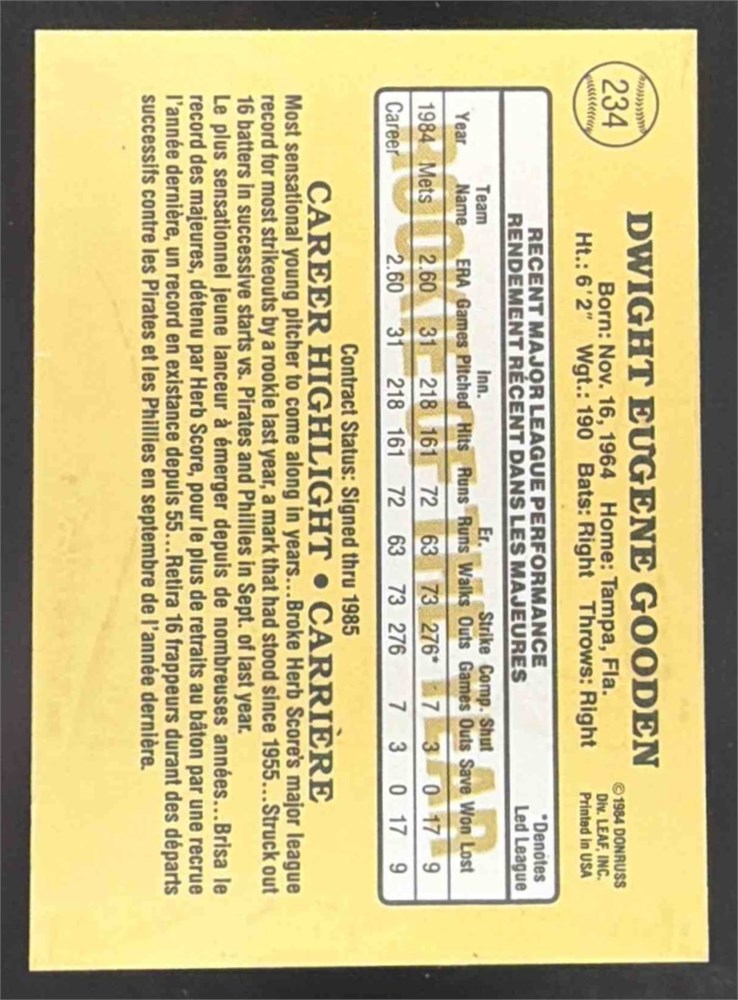 234
DWIGHT EUGENE GOODEN
Born: Nov. 16, 1964 Home: Tampa, Fla.
Ht.: 6'2" Wgt.: 190 Bats: Right Throws: Right
© 1984 DONRUSS
Div. LEAF, INC.
Printed in USA
RECENT MAJOR LEAGUE PERFORMANCE
RENDEMENT RÉCENT DANS LES MAJEURES
*Denotes
Led League
Team Inn. Er. Strike Comp. Shut
Year Name ERA Games Pitched Hits Runs Runs Walks Outs Games Outs Save Won Lost
1984 Mets 2.60 31 218 161 72 63 73 276* 7 3 0 17 9
Career 2.60 31 218 161 72 63 73 276 7 3 0 17 9
ROOKIE OF THE YEAR
Contract Status: Signed thru 1985
CAREER HIGHLIGHT • CARRIÈRE
Most sensational young pitcher to come along in years...Broke Herb Score's major league
record for most strikeouts by a rookie last year, a mark that had stood since 1955...Struck out
16 batters in successive starts vs. Pirates and Phillies in Sept. of last year.
Le plus sensationnel jeune lanceur à émerger depuis de nombreuses années...Brisa le
record des majeures, détenu par Herb Score, pour le plus de retraits au bâton par une recrue
l'année dernière, un record en existance depuis 55...Retira 16 frappeurs durant des départs
successifs contre les Pirates et les Phillies en septembre de l'année dernière.